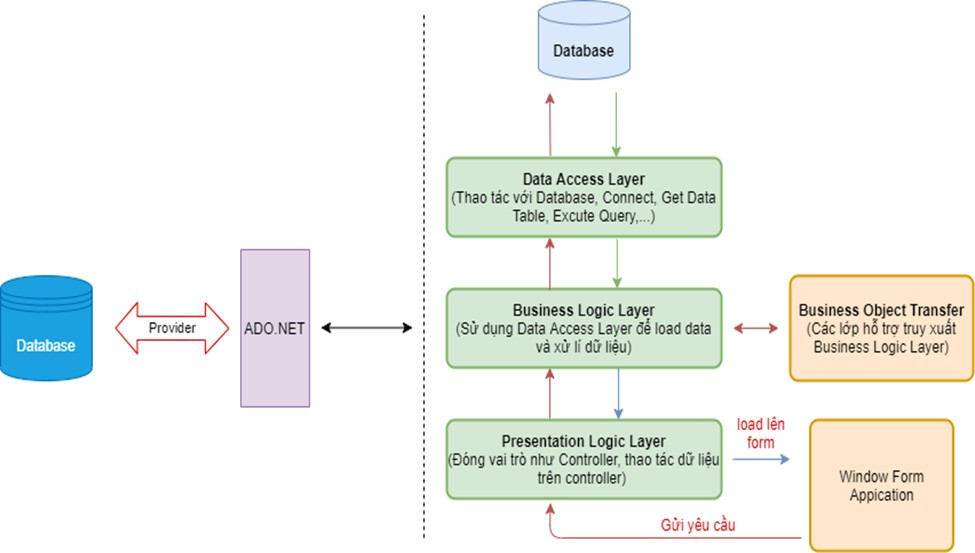 Database
Data Access Layer
(Thao tác với Database, Connect, Get Data
Table, Excute Query,...)
Database
Provider
ADO.NET
Business Logic Layer
(Sử dụng Data Access Layer để load data
và xử lí dữ liệu)
Business Object Transfer
(Các lớp hỗ trợ truy xuất
Business Logic Layer)
Presentation Logic Layer
(Đóng vai trò như Controller, thao tác dữ liệu
trên controller)
load lên
form
Window Form
Appication
Gửi yêu cầu